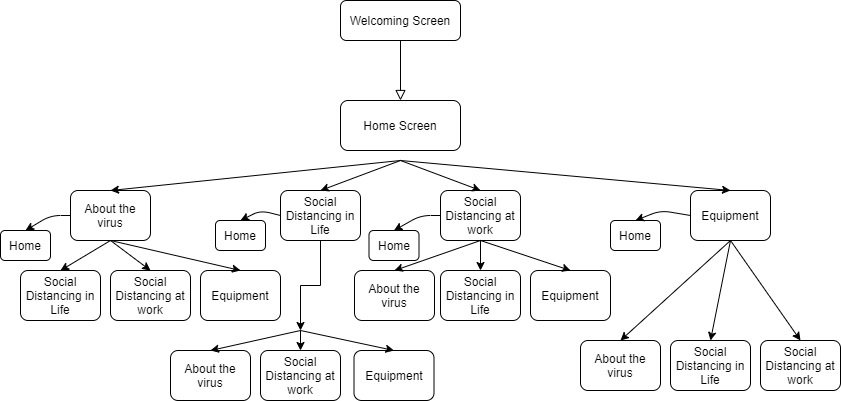 Welcoming Screen
Home Screen
About the
virus
Social
Distancing in
Life
Social
Distancing at
work
Equipment
Home
Home
Home
Home
Social
Distancing in
Life
Social
Distancing at
work
Equipment
About the
virus
Social
Distancing in
Life
Equipment
About the
virus
Social
Distancing at
work
Equipment
About the
virus
Social
Distancing in
Life
Social
Distancing at
work